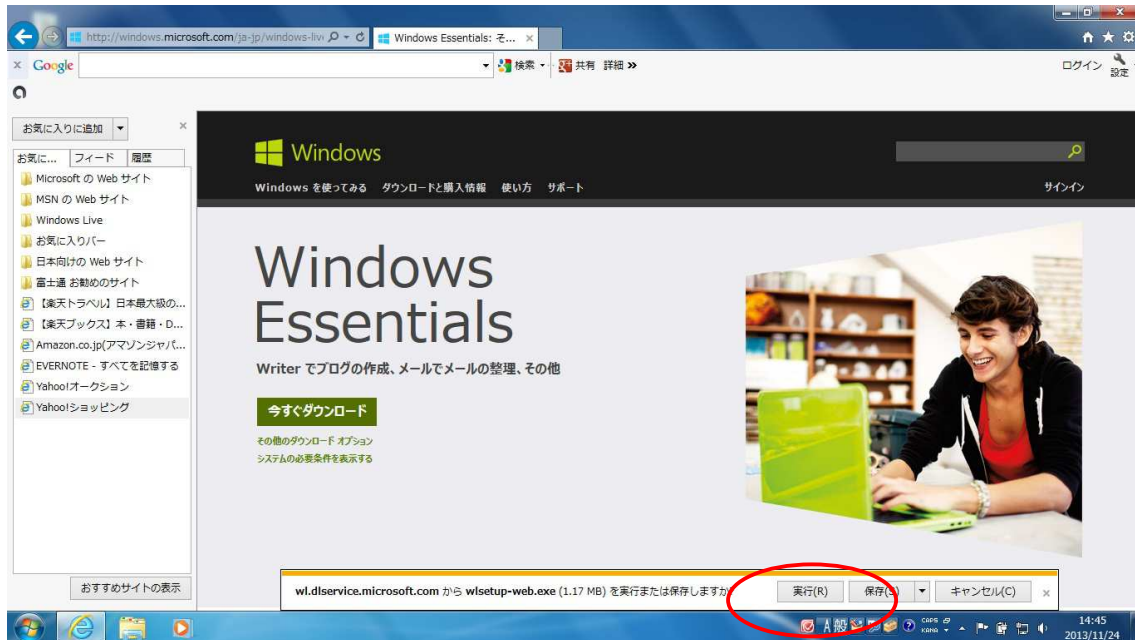 http://windows.microsoft.com/ja-jp/windows-liv
Windows Essentials: そ...
Google
検索
共有 詳細 »
ログイン
設定
お気に入りに追加
お気に...
フィード
履歴
Microsoft の Web サイト
MSN の Web サイト
Windows Live
お気に入りバー
日本向けの Web サイト
富士通 お勧めのサイト
【楽天トラベル】日本最大級の...
【楽天ブックス】本・書籍・D...
Amazon.co.jp(アマゾンジャパ...
EVERNOTE - すべてを記憶する
Yahoo!オークション
Yahoo!ショッピング
おすすめサイトの表示
Windows
Windows を使ってみる ダウンロードと購入情報 使い方 サポート
サインイン
Windows
Essentials
Writer でブログの作成、メールでメールの整理、その他
今すぐダウンロード
その他のダウンロード オプション
システムの必要条件を表示する
wl.dlservice.microsoft.com から wlsetup-web.exe (1.17 MB) を実行または保存しますか
実行(R)
保存(
キャンセル(C)
A 般
CAPS
KANA
14:45
2013/11/24